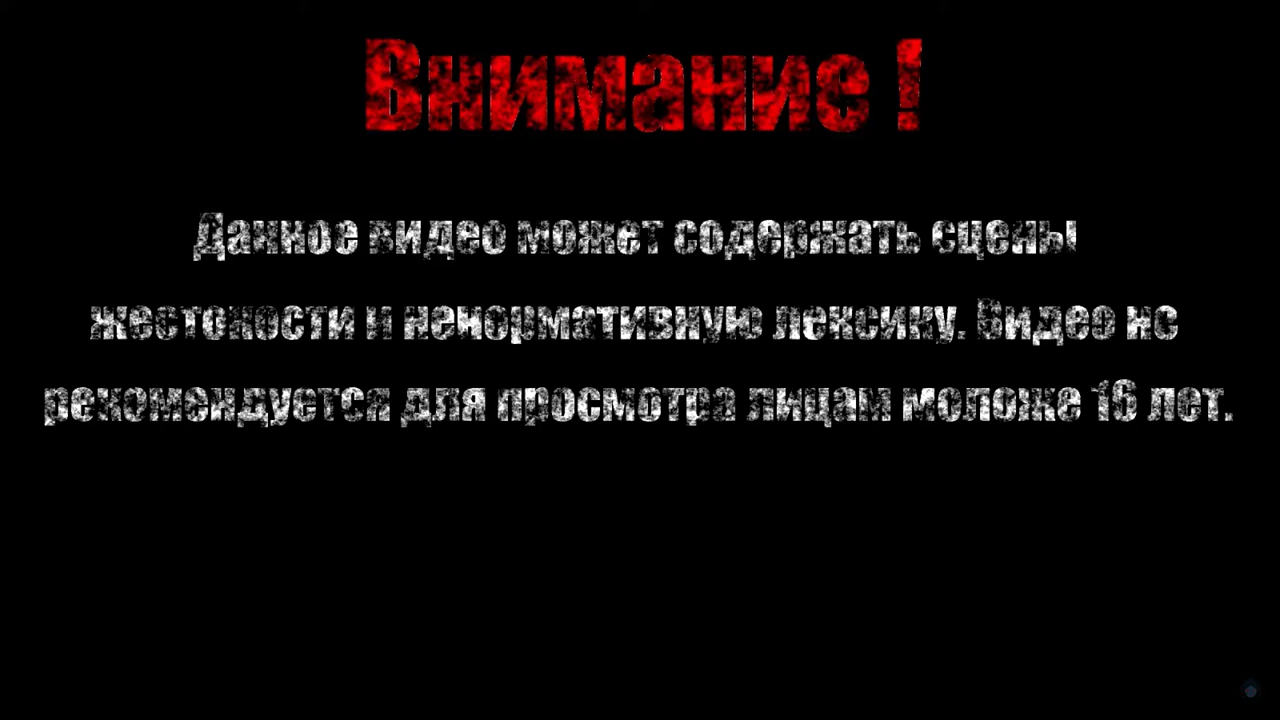 Внимание !
Данное видео может содержать сцены
жестокости и ненормативную лексику. Видео не
рекомендуется для просмотра лицам моложе 16 лет.